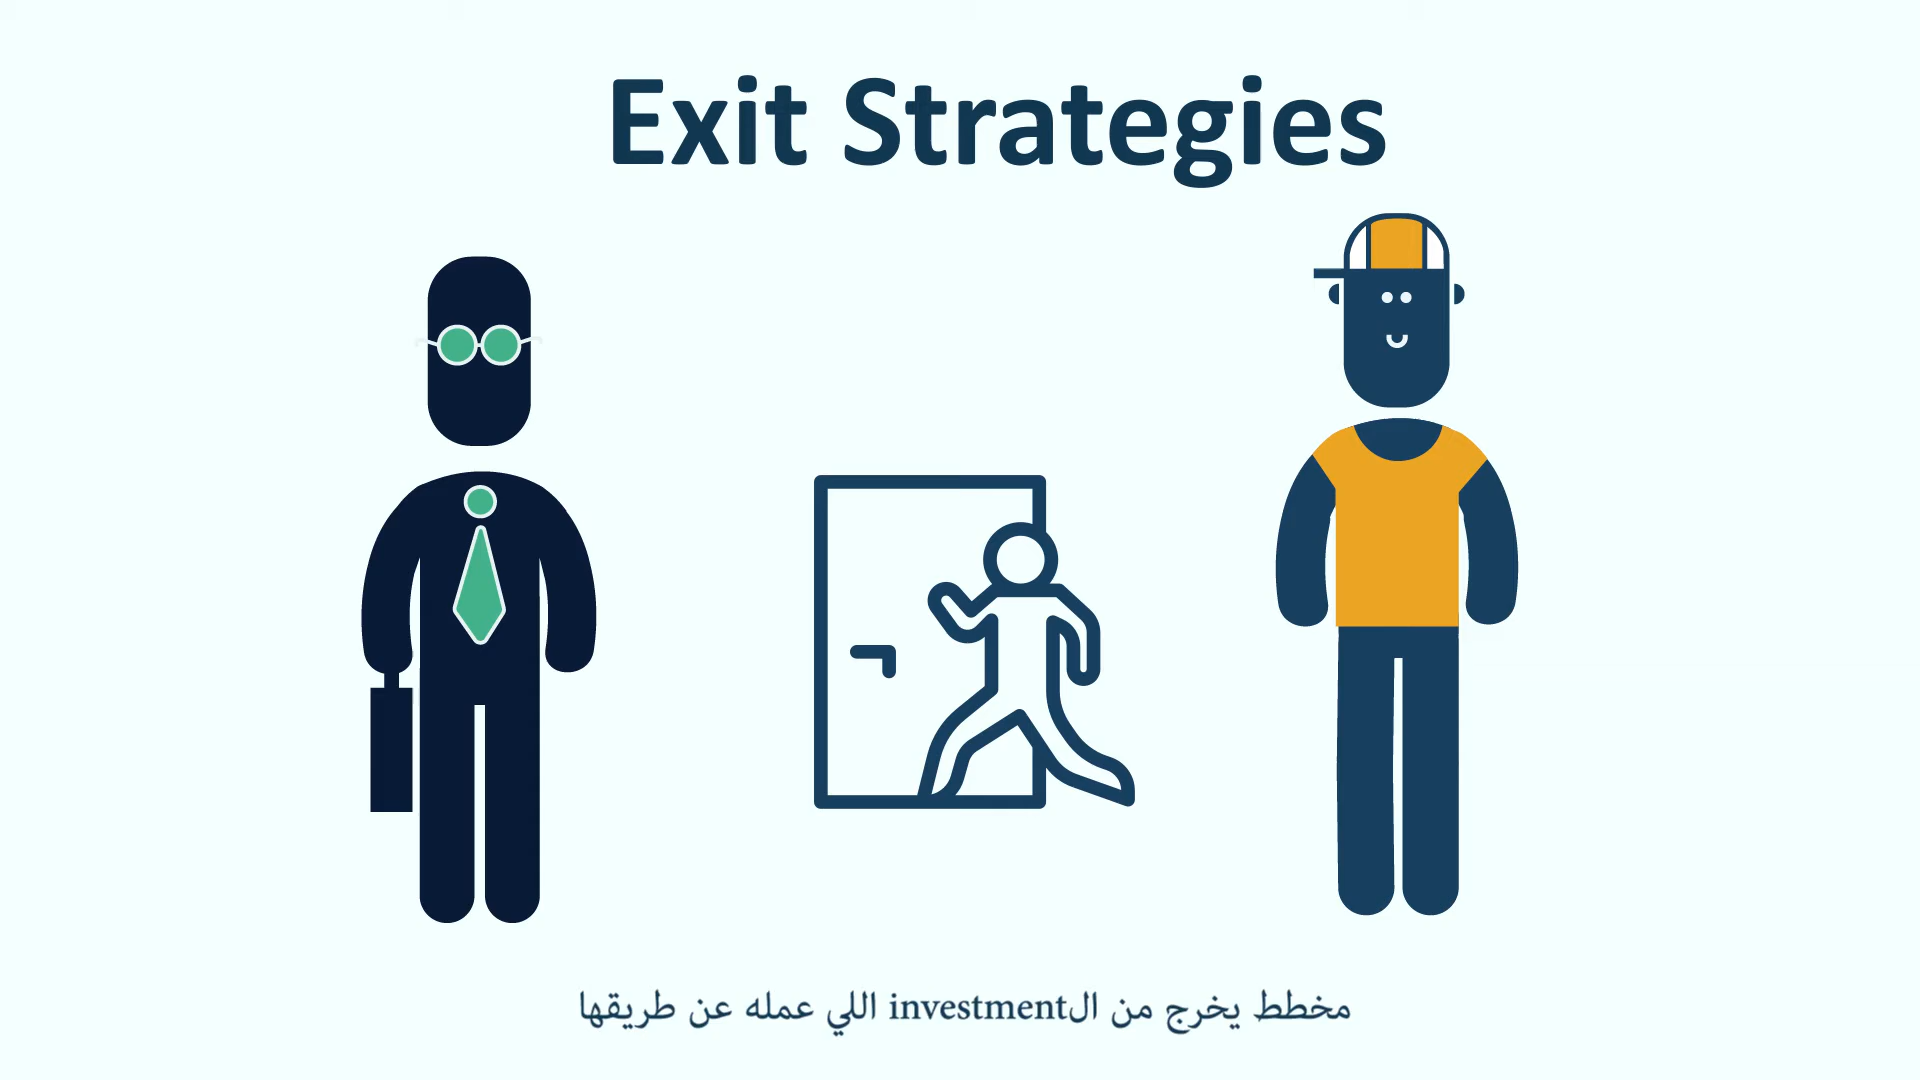 Exit Strategies
مخطط يخرج من الinvestment اللي عمله عن طريقها